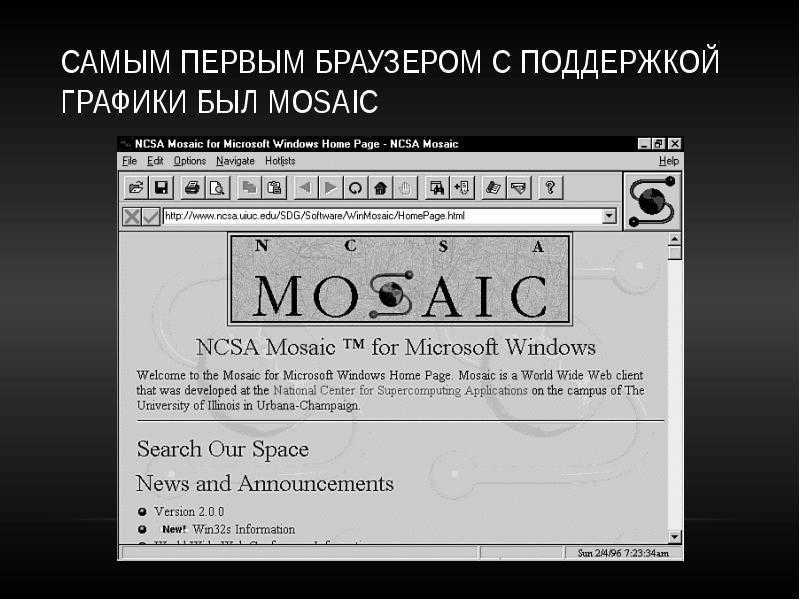 САМЫМ ПЕРВЫМ БРАУЗЕРОМ С ПОДДЕРЖКОЙ
ГРАФИКИ БЫЛ MOSAIC
NCSA Mosaic for Microsoft Windows Home Page - NCSA Mosaic
File Edit Options Navigate Hotlists Help
http://www.ncsa.uiuc.edu/SDG/Software/WinMosaic/HomePage.html
N C S A
MOSAIC
NCSA Mosaic ™ for Microsoft Windows
Welcome to the Mosaic for Microsoft Windows Home Page. Mosaic is a World Wide Web client
that was developed at the National Center for Supercomputing Applications on the campus of The
University of Illinois in Urbana-Champaign.
Search Our Space
News and Announcements
Version 2.0.0
New! Win32s Information
Sun 2/4/96 7:23:34am